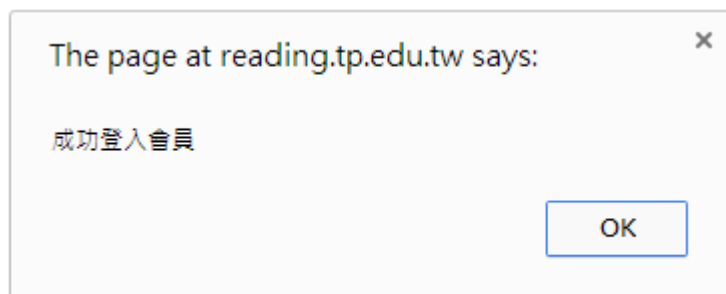 The page at reading.tp.edu.tw says:
成功登入會員
OK